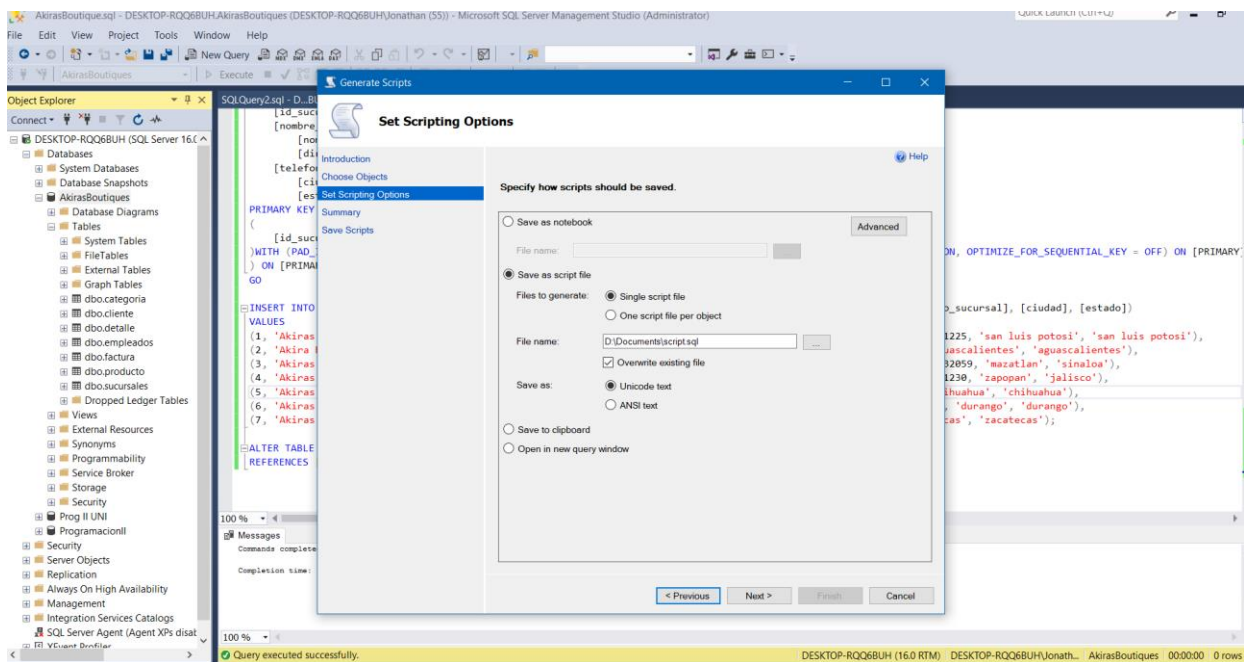 AkirasBoutique.sql - DESKTOP-RQQ6BUH.AkirasBoutiques (DESKTOP-RQQ6BUH\Jonathan (55)) - Microsoft SQL Server Management Studio (Administrator)
Quick Launch (Ctrl+Q)
File Edit View Project Tools Window Help
New Query
AkirasBoutiques
Execute
Object Explorer
Connect
DESKTOP-RQQ6BUH (SQL Server 16.
Databases
System Databases
Database Snapshots
AkirasBoutiques
Database Diagrams
Tables
System Tables
FileTables
External Tables
Graph Tables
dbo.categoria
dbo.cliente
dbo.detalle
dbo.empleados
dbo.factura
dbo.producto
dbo.sucursales
Dropped Ledger Tables
Views
External Resources
Synonyms
Programmability
Service Broker
Storage
Security
Prog II UNI
ProgramacionII
Security
Server Objects
Replication
Always On High Availability
Management
Integration Services Catalogs
SQL Server Agent (Agent XPs disab
XEvent Profiler
SQLQuery2.sql - D...BU
[id_suc
[nombre
[no
[di
[telefo
[ci
[es
PRIMARY KEY
(
[id_suc
)WITH (PAD_
) ON [PRIMA
GO
INSERT INTO
VALUES
(1, 'Akiras
(2, 'Akira
(3, 'Akiras
(4, 'Akiras
(5, 'Akiras
(6, 'Akiras
(7, 'Akiras
ALTER TABLE
REFERENCES
100 %
Messages
Commands complete
Completion time:
100 %
Generate Scripts
Set Scripting Options
Introduction
Choose Objects
Set Scripting Options
Summary
Save Scripts
Help
Specify how scripts should be saved.
Save as notebook
Advanced
File name:
Save as script file
Files to generate: Single script file
One script file per object
File name: D:\Documents\script.sql ...
Overwrite existing file
Save as: Unicode text
ANSI text
Save to clipboard
Open in new query window
< Previous Next > Finish Cancel
ON, OPTIMIZE_FOR_SEQUENTIAL_KEY = OFF) ON [PRIMARY]
o_sucursal], [ciudad], [estado])
1225, 'san luis potosi', 'san luis potosi'),
uascalientes', 'aguascalientes'),
32059, 'mazatlan', 'sinaloa'),
1230, 'zapopan', 'jalisco'),
ihuahua', 'chihuahua'),
, 'durango', 'durango'),
cas', 'zacatecas');
Query executed successfully.
DESKTOP-RQQ6BUH (16.0 RTM) DESKTOP-RQQ6BUH\Jonath... AkirasBoutiques 00:00:00 0 rows